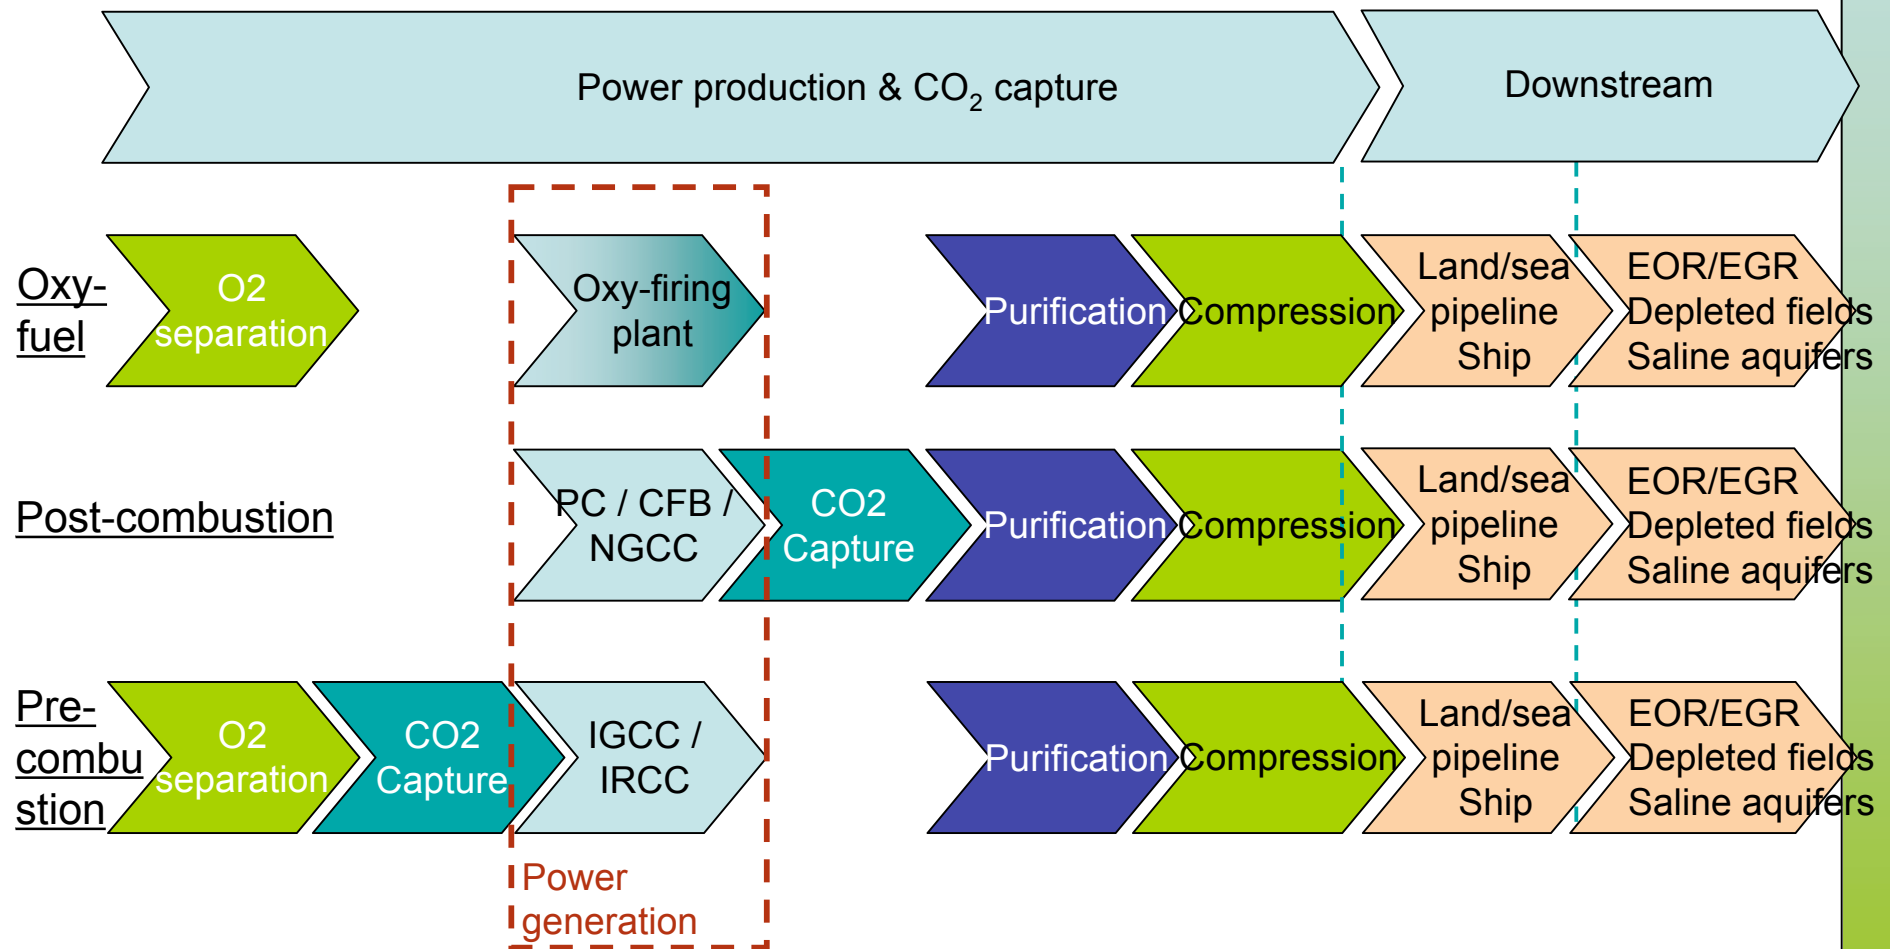 Power production & CO₂ capture
Downstream
Oxy-
fuel
O2
separation
Oxy-firing
plant
Purification
Compression
Land/sea
pipeline
Ship
EOR/EGR
Depleted fields
Saline aquifers
Post-combustion
PC / CFB /
NGCC
CO2
Capture
Purification
Compression
Land/sea
pipeline
Ship
EOR/EGR
Depleted fields
Saline aquifers
Pre-
combu
stion
O2
separation
CO2
Capture
IGCC /
IRCC
Purification
Compression
Land/sea
pipeline
Ship
EOR/EGR
Depleted fields
Saline aquifers
Power
generation